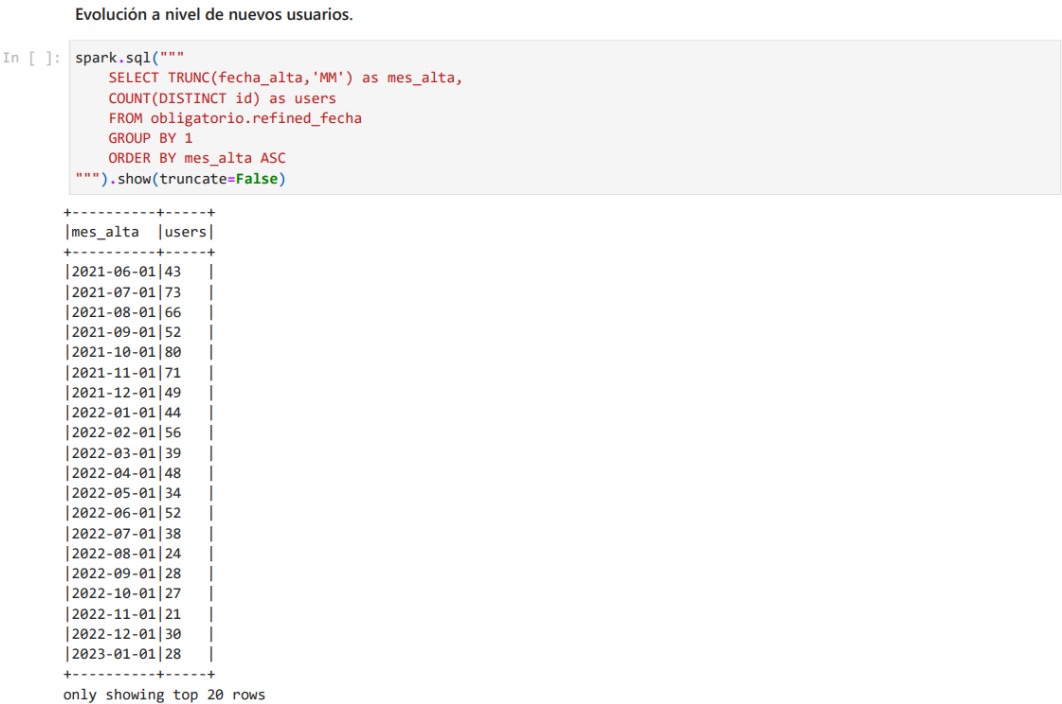 Evolución a nivel de nuevos usuarios.
In [ ]: spark.sql("""
    SELECT TRUNC(fecha_alta,'MM') as mes_alta,
    COUNT(DISTINCT id) as users
    FROM obligatorio.refined_fecha
    GROUP BY 1
    ORDER BY mes_alta ASC
""").show(truncate=False)
+----------+-----+
|mes_alta  |users|
+----------+-----+
|2021-06-01|43   |
|2021-07-01|73   |
|2021-08-01|66   |
|2021-09-01|52   |
|2021-10-01|80   |
|2021-11-01|71   |
|2021-12-01|49   |
|2022-01-01|44   |
|2022-02-01|56   |
|2022-03-01|39   |
|2022-04-01|48   |
|2022-05-01|34   |
|2022-06-01|52   |
|2022-07-01|38   |
|2022-08-01|24   |
|2022-09-01|28   |
|2022-10-01|27   |
|2022-11-01|21   |
|2022-12-01|30   |
|2023-01-01|28   |
+----------+-----+
only showing top 20 rows